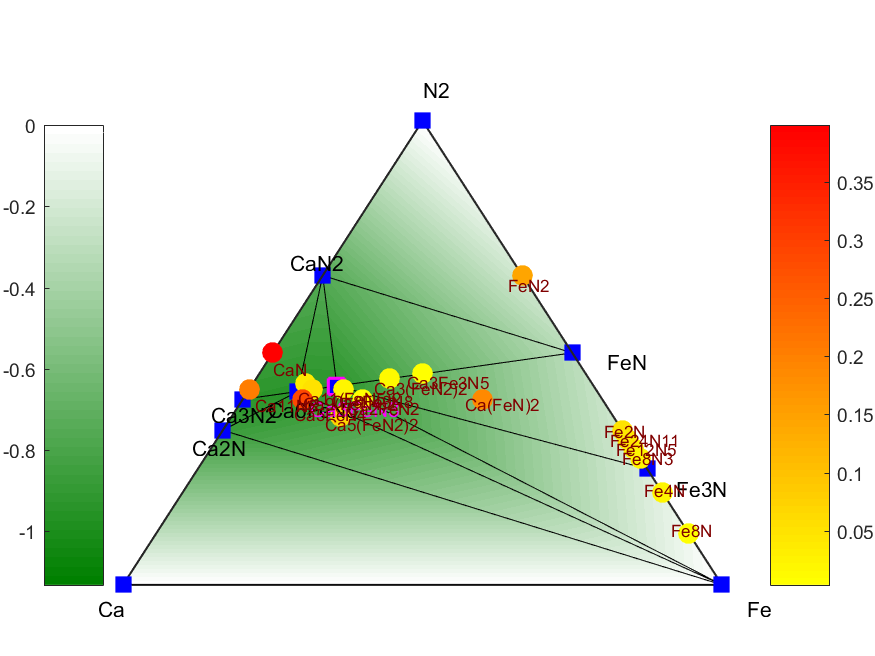 N2
0
-0.2
-0.4
-0.6
-0.8
-1
0.35
0.3
0.25
0.2
0.15
0.1
0.05
CaN2
FeN2
FeN
CaN
Ca3Fe3N5
Ca3(FeN2)2
Ca(FeN)2
Ca3N2
Ca5(FeN2)2
Ca2N
Fe2N
Fe24N11
Fe12N5
Fe8N3
Fe3N
Fe4N
Fe8N
Ca
Fe